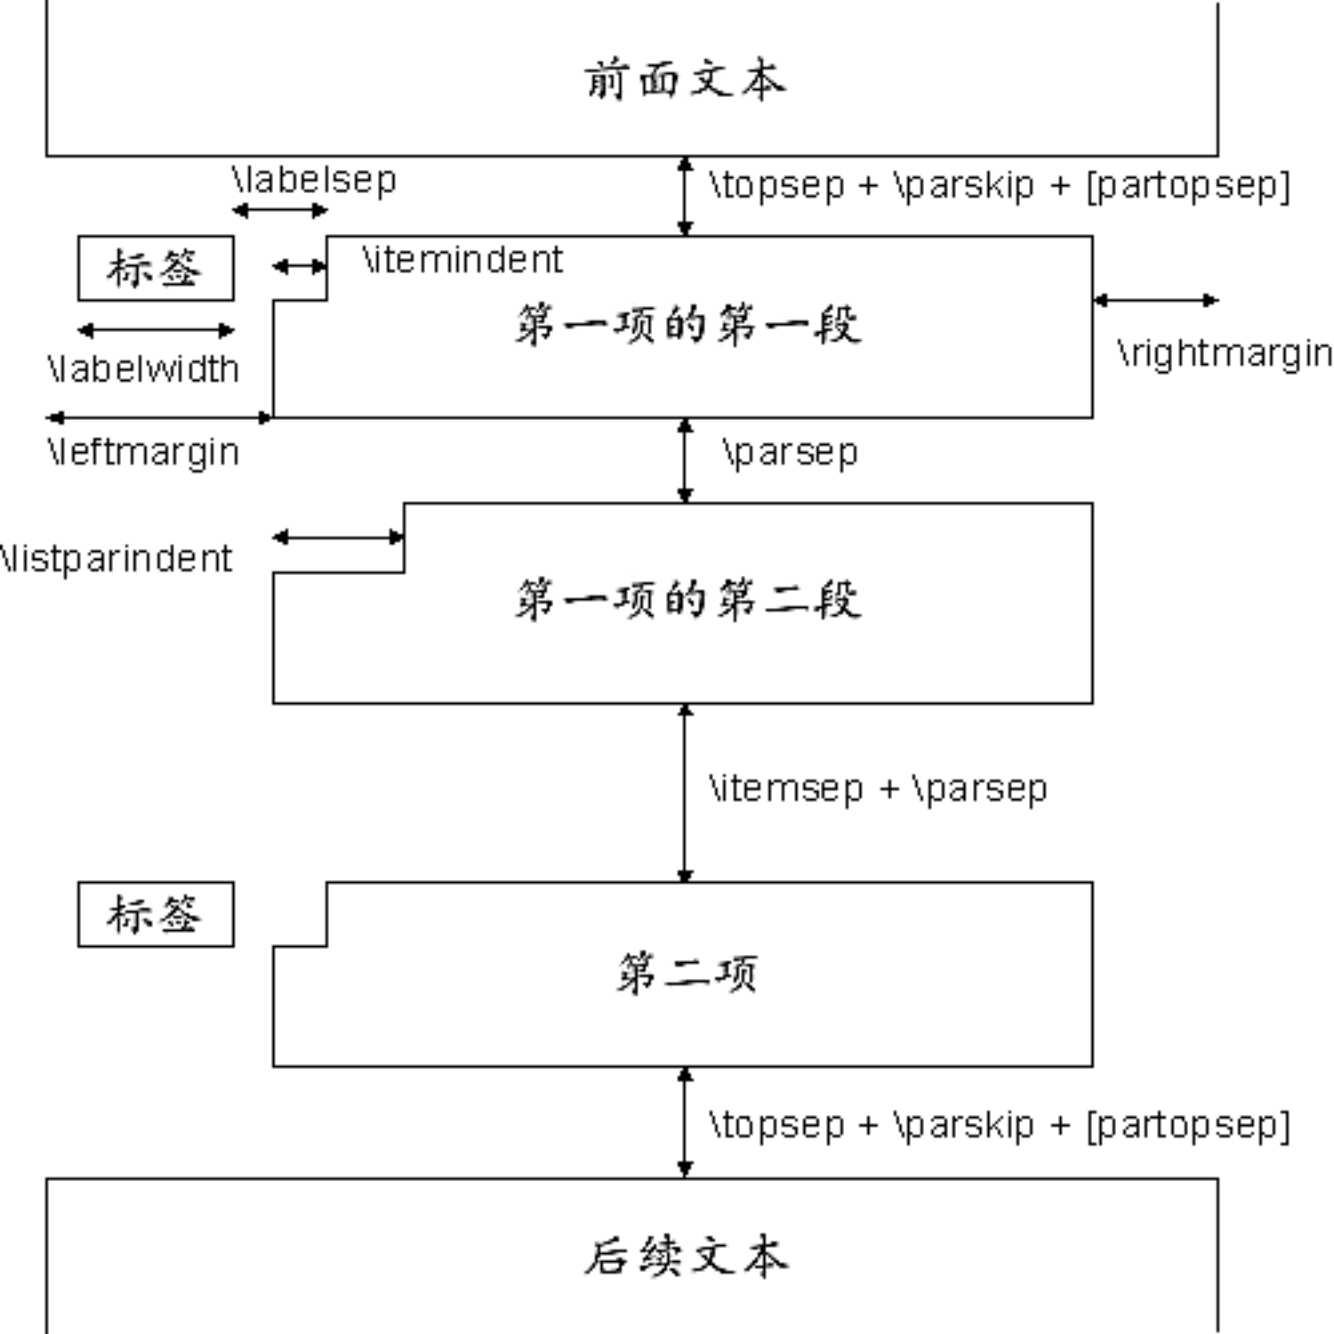 前面文本
\labelsep
\topsep + \parskip + [partopsep]
标签
\itemindent
第一项的第一段
\rightmargin
\labelwidth
\leftmargin
\parsep
\listparindent
第一项的第二段
\itemsep + \parsep
标签
第二项
\topsep + \parskip + [partopsep]
后续文本